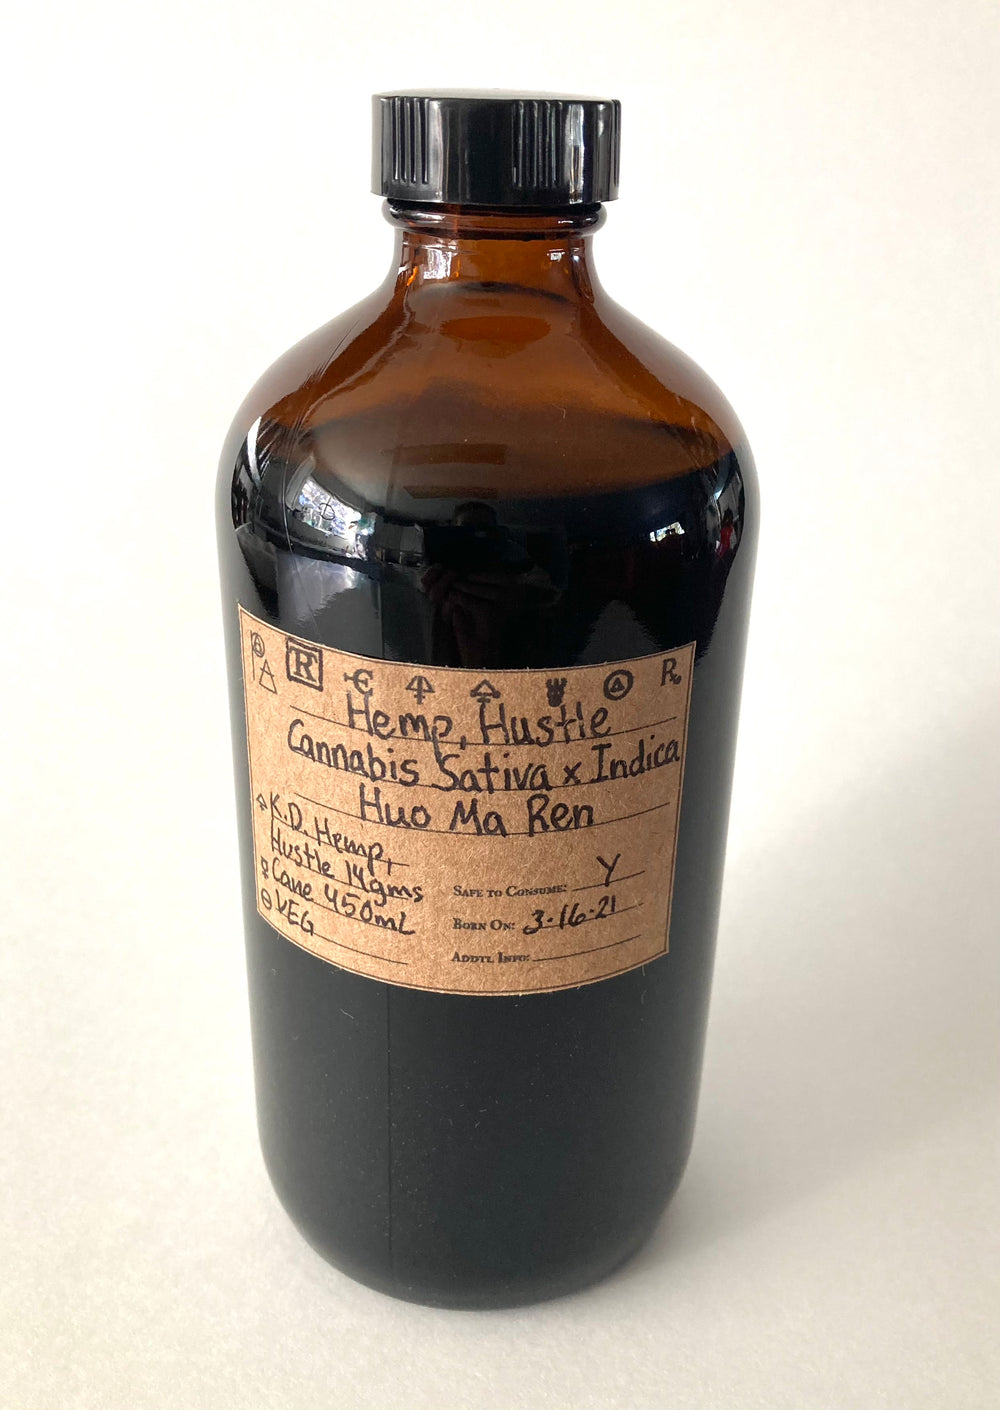 R
Rx
Hemp, Hustle
Cannabis Sativa x Indica
Huo Ma Ren
K.D. Hemp,
Hustle 14gms
Cane 450mL
VEG
Safe to Consume: Y
Born On: 3-16-21
Addtl Info: